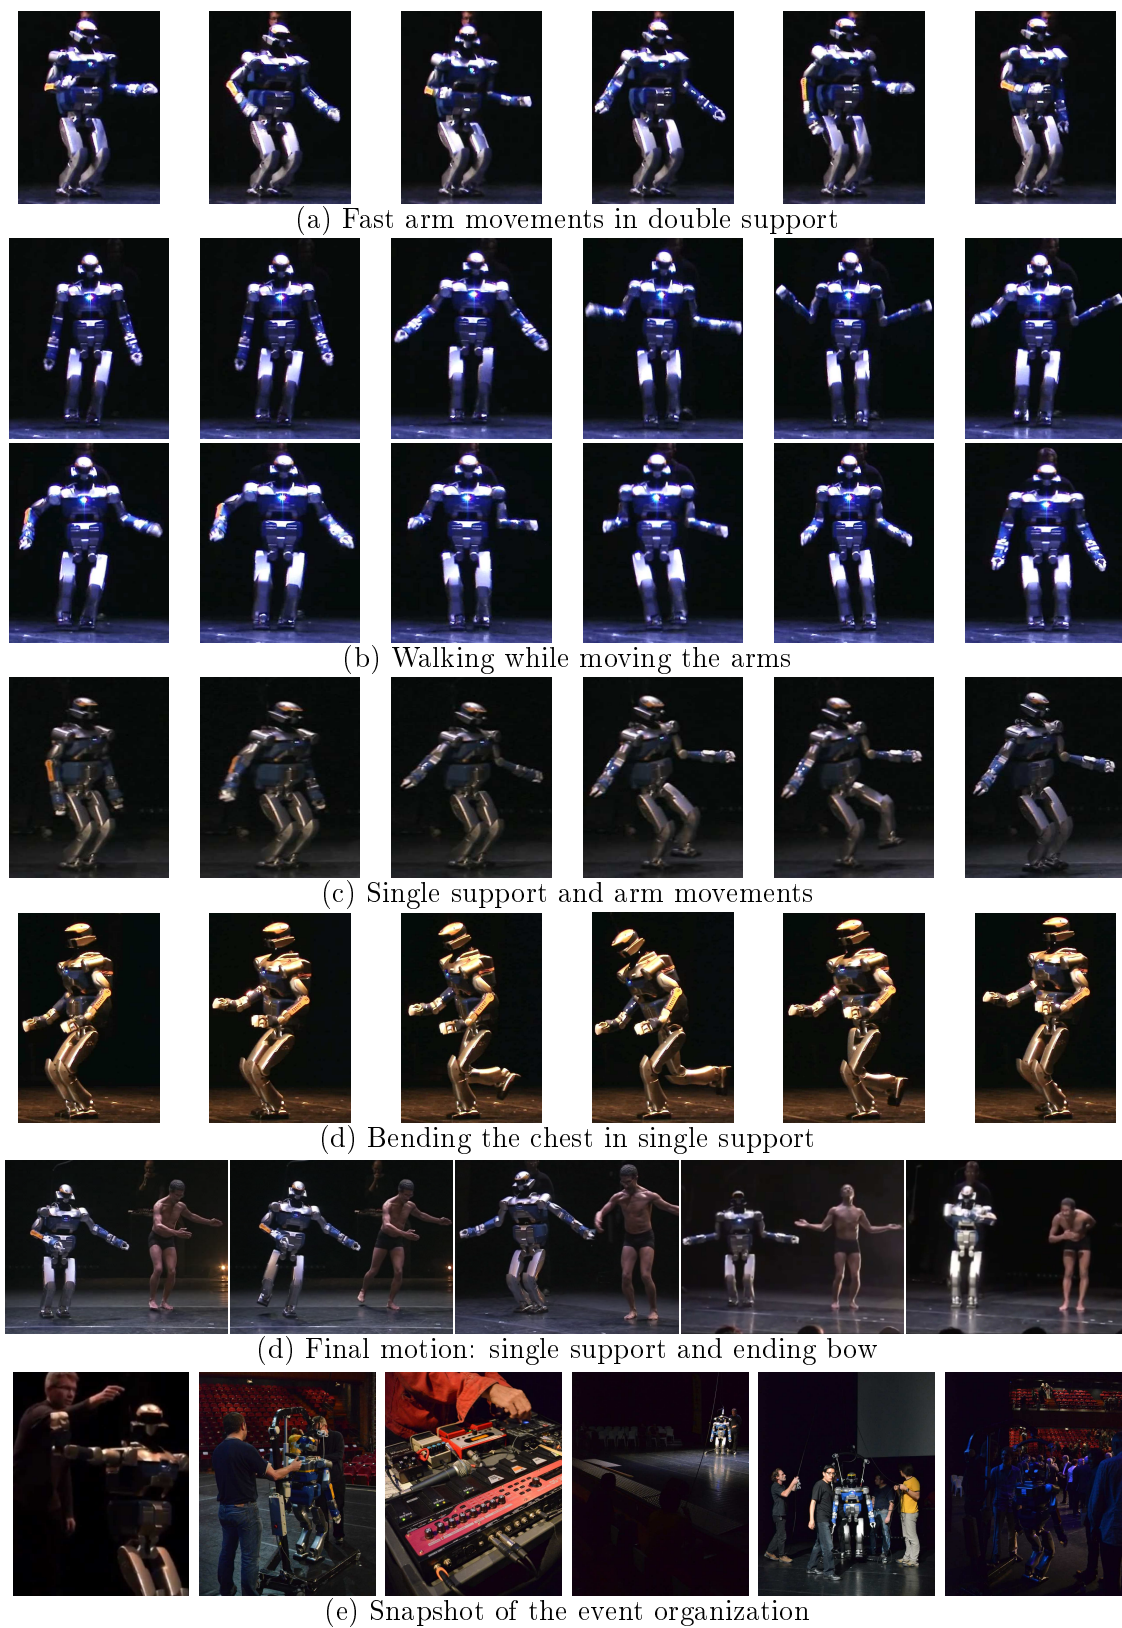 (a) Fast arm movements in double support
(b) Walking while moving the arms
(c) Single support and arm movements
(d) Bending the chest in single support
(d) Final motion: single support and ending bow
(e) Snapshot of the event organization